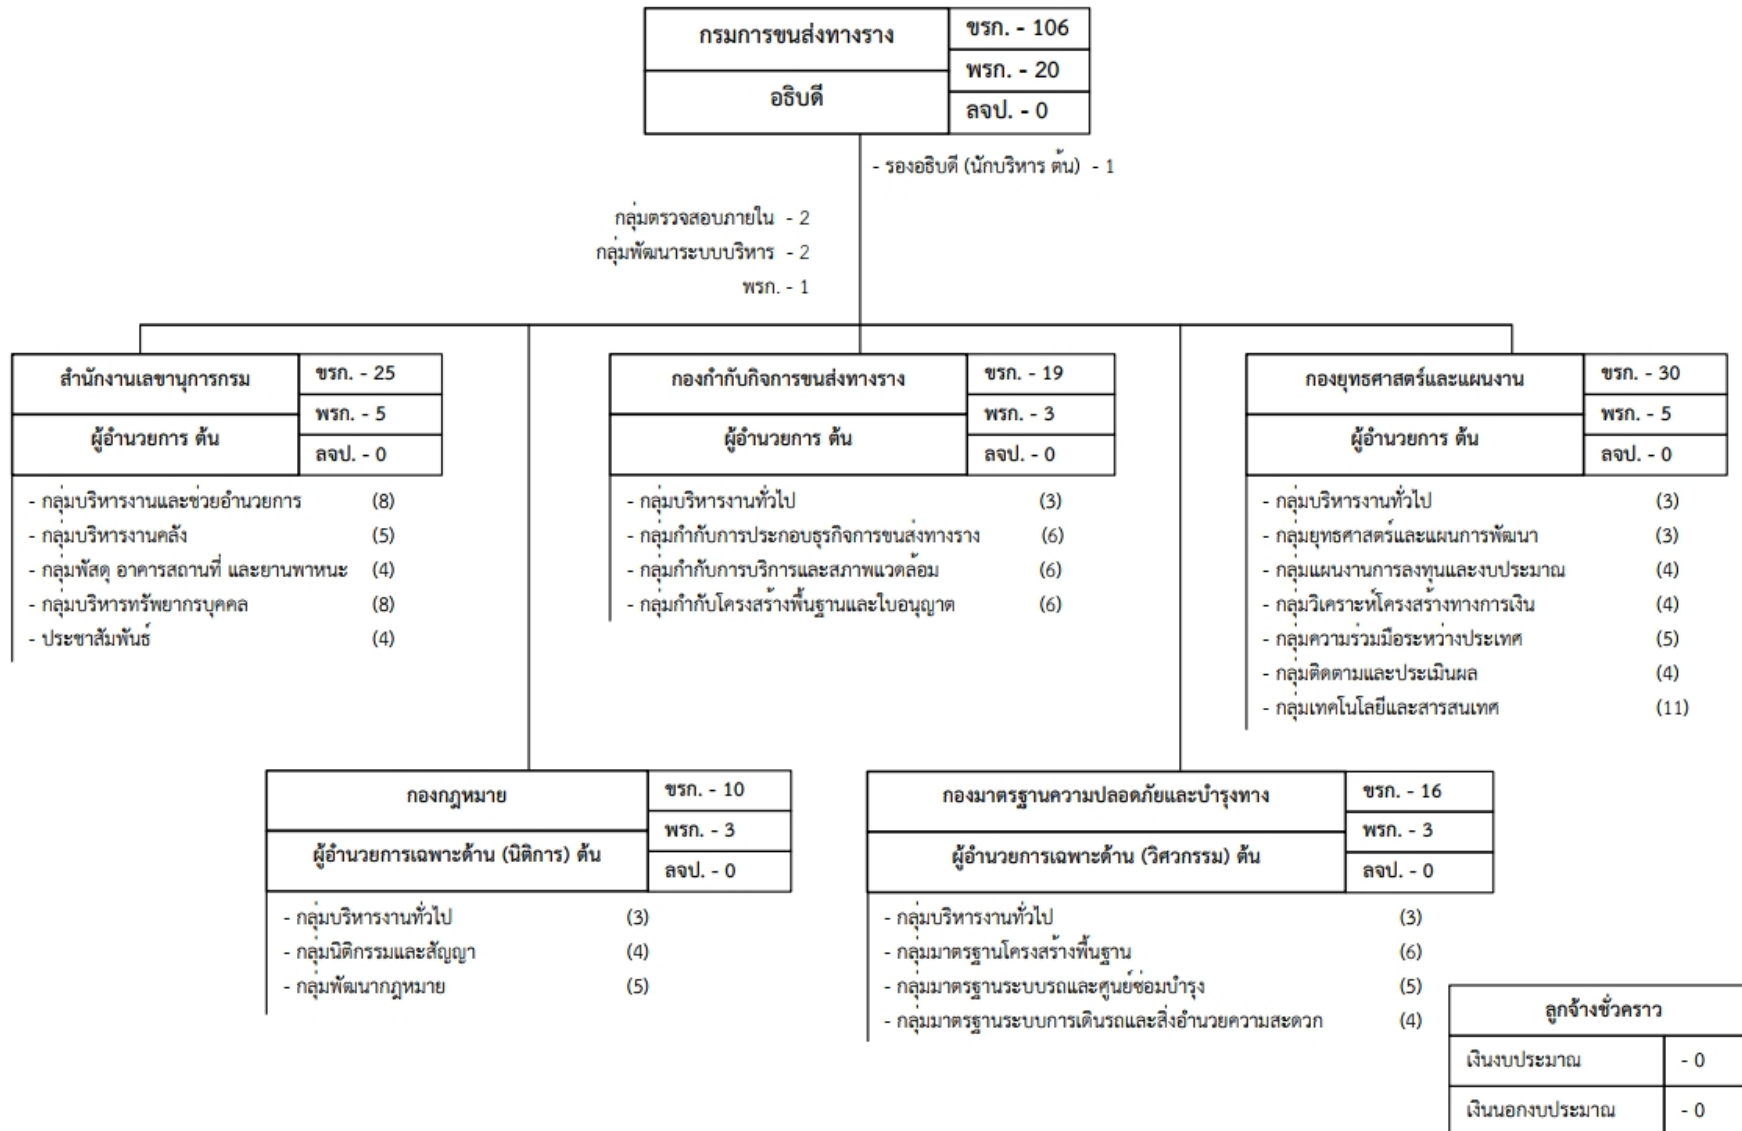 กรมการขนส่งทางราง
อธิบดี
ขรก. - 106
พรก. - 20
ลจป. - 0
- รองอธิบดี (นักบริหาร ต้น) - 1
กลุ่มตรวจสอบภายใน - 2
กลุ่มพัฒนาระบบบริหาร - 2
พรก. - 1
สำนักงานเลขานุการกรม
ผู้อำนวยการ ต้น
ขรก. - 25
พรก. - 5
ลจป. - 0
- กลุ่มบริหารงานและช่วยอำนวยการ (8)
- กลุ่มบริหารงานคลัง (5)
- กลุ่มพัสดุ อาคารสถานที่ และยานพาหนะ (4)
- กลุ่มบริหารทรัพยากรบุคคล (8)
- ประชาสัมพันธ์ (4)
กองกำกับกิจการขนส่งทางราง
ผู้อำนวยการ ต้น
ขรก. - 19
พรก. - 3
ลจป. - 0
- กลุ่มบริหารงานทั่วไป (3)
- กลุ่มกำกับการประกอบธุรกิจการขนส่งทางราง (6)
- กลุ่มกำกับการบริการและสภาพแวดล้อม (6)
- กลุ่มกำกับโครงสร้างพื้นฐานและใบอนุญาต (6)
กองยุทธศาสตร์และแผนงาน
ผู้อำนวยการ ต้น
ขรก. - 30
พรก. - 5
ลจป. - 0
- กลุ่มบริหารงานทั่วไป (3)
- กลุ่มยุทธศาสตร์และแผนการพัฒนา (3)
- กลุ่มแผนงานการลงทุนและงบประมาณ (4)
- กลุ่มวิเคราะห์โครงสร้างทางการเงิน (4)
- กลุ่มความร่วมมือระหว่างประเทศ (5)
- กลุ่มติดตามและประเมินผล (4)
- กลุ่มเทคโนโลยีและสารสนเทศ (11)
กองกฎหมาย
ผู้อำนวยการเฉพาะด้าน (นิติการ) ต้น
ขรก. - 10
พรก. - 3
ลจป. - 0
- กลุ่มบริหารงานทั่วไป (3)
- กลุ่มนิติกรรมและสัญญา (4)
- กลุ่มพัฒนากฎหมาย (5)
กองมาตรฐานความปลอดภัยและบำรุงทาง
ผู้อำนวยการเฉพาะด้าน (วิศวกรรม) ต้น
ขรก. - 16
พรก. - 3
ลจป. - 0
- กลุ่มบริหารงานทั่วไป (3)
- กลุ่มมาตรฐานโครงสร้างพื้นฐาน (6)
- กลุ่มมาตรฐานระบบรถและศูนย์ซ่อมบำรุง (5)
- กลุ่มมาตรฐานระบบการเดินรถและสิ่งอำนวยความสะดวก (4)
ลูกจ้างชั่วคราว
เงินงบประมาณ - 0
เงินนอกงบประมาณ - 0